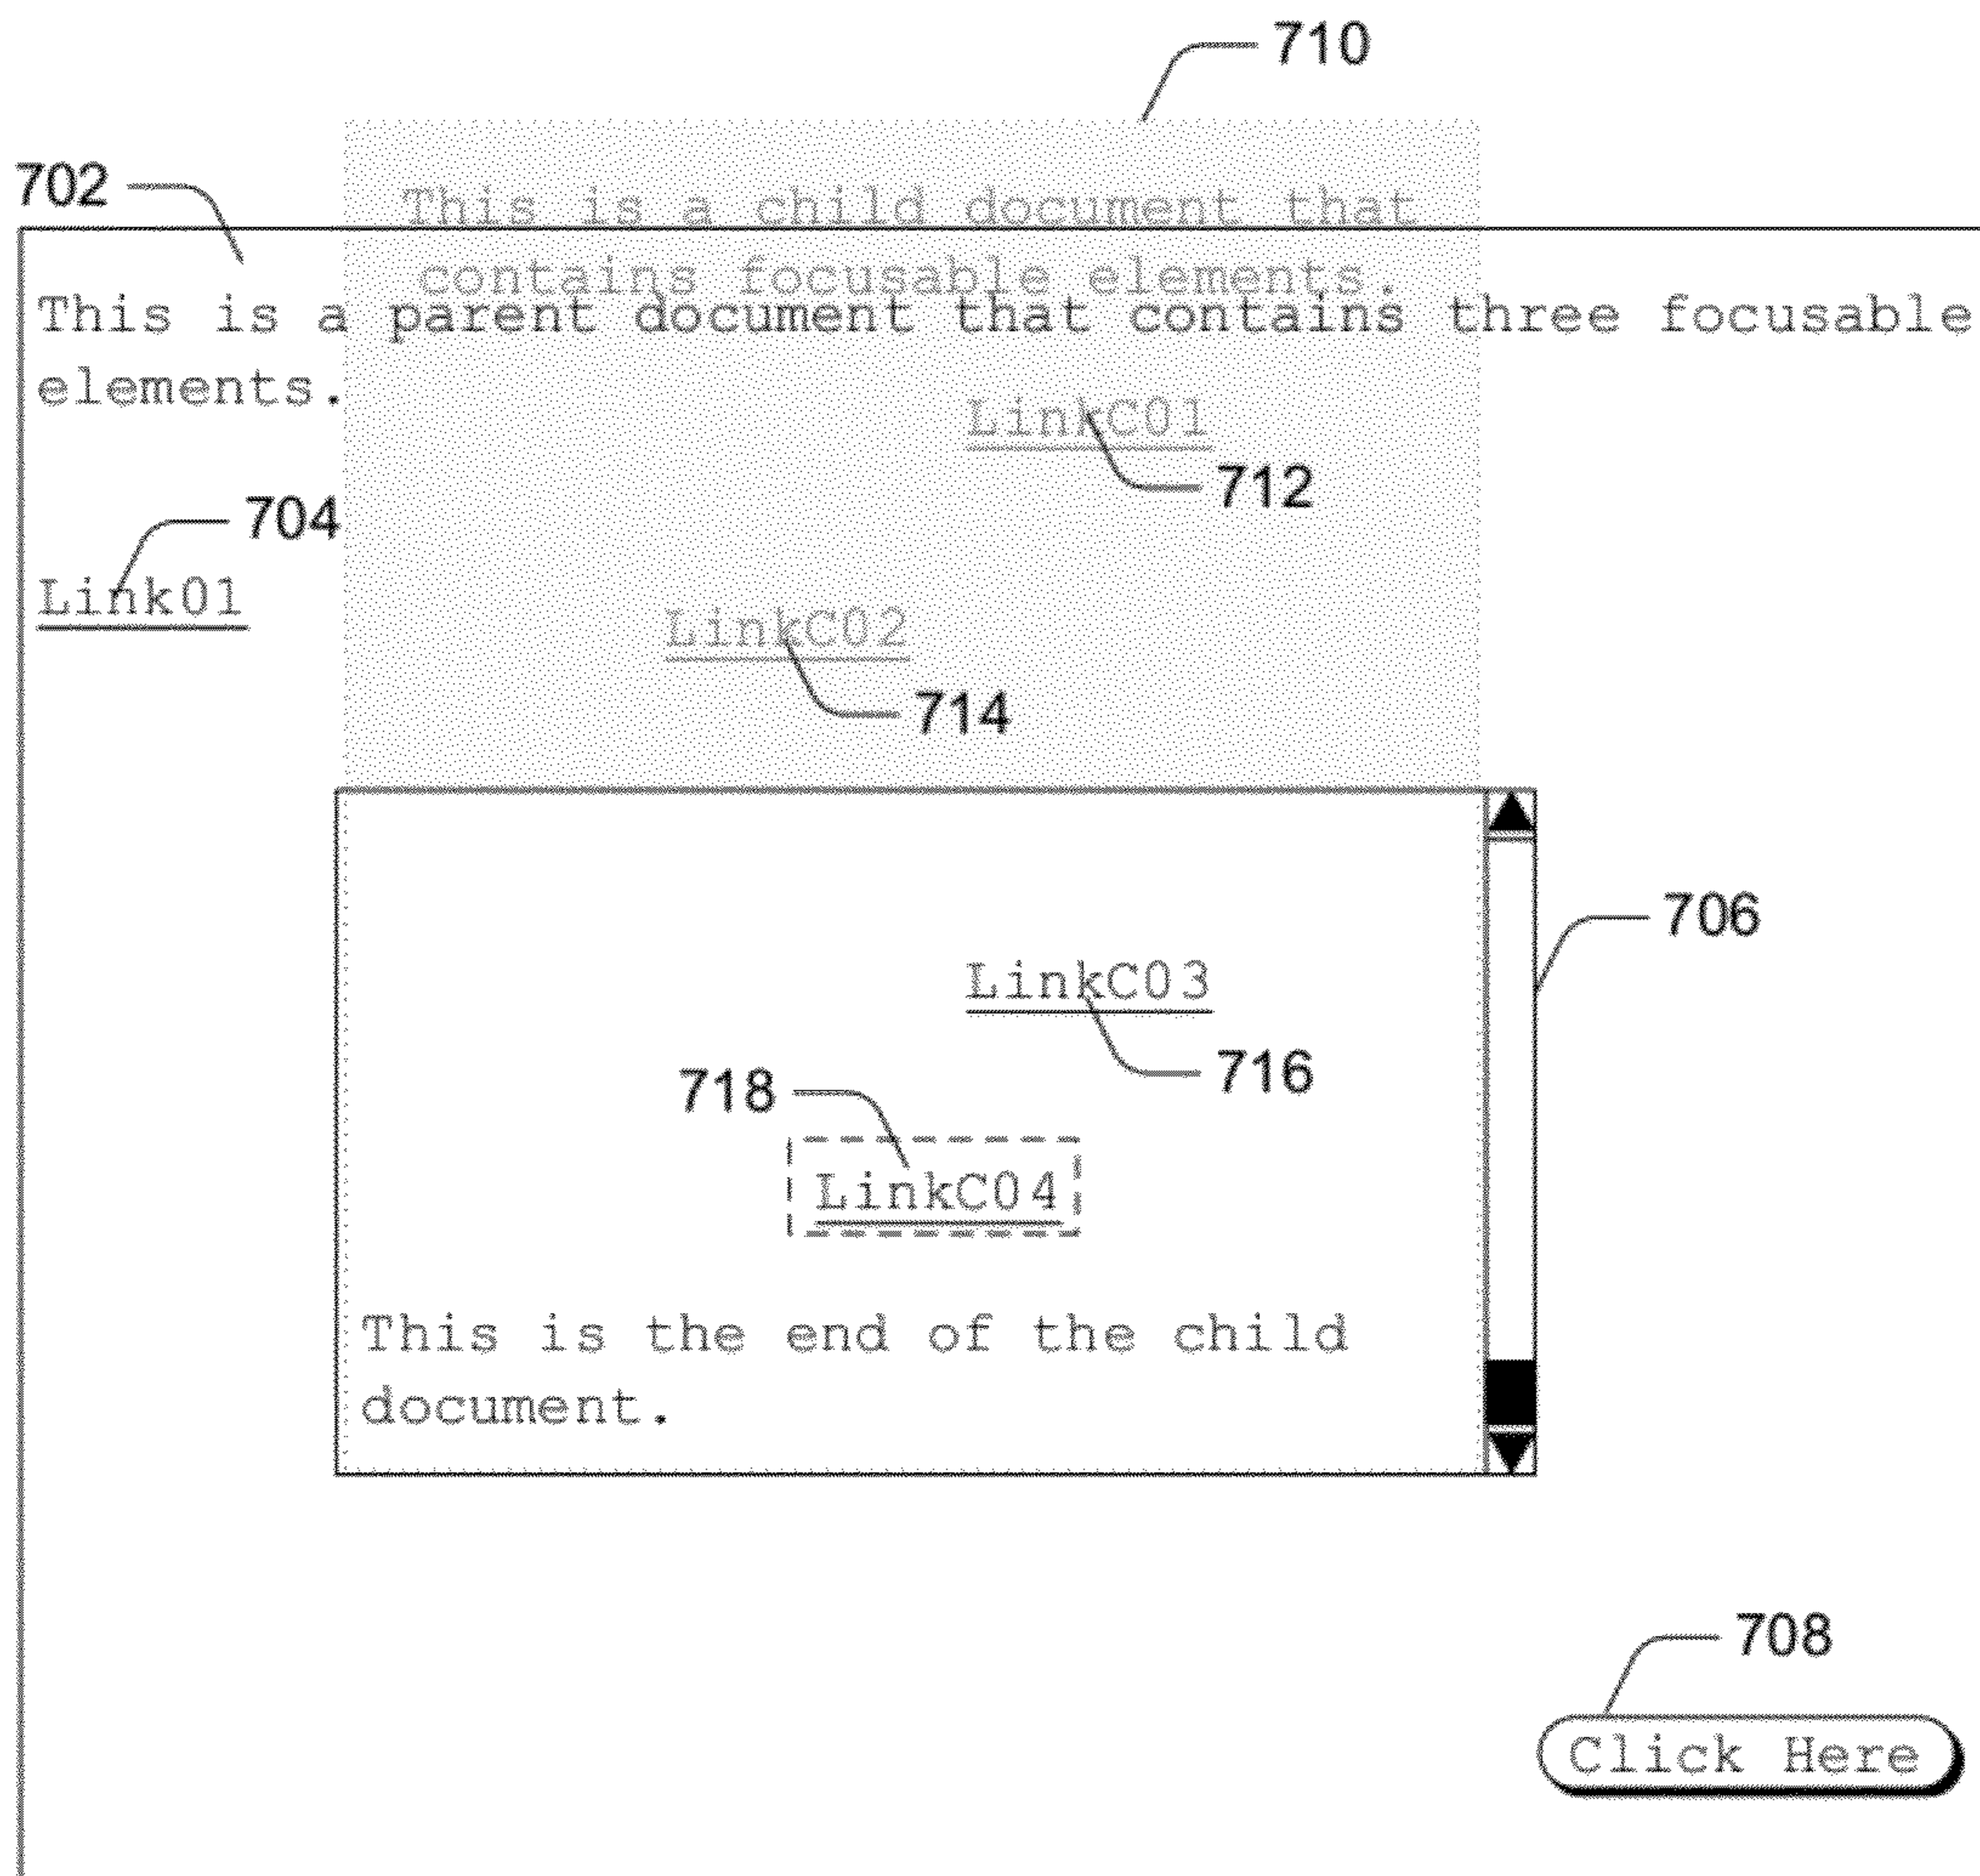 710
702
This is a child document that
contains focusable elements.
This is a parent document that contains three focusable
elements.
LinkC01
712
704
Link01
LinkC02
714
706
LinkC03
716
718
LinkC04
This is the end of the child
document.
708
Click Here